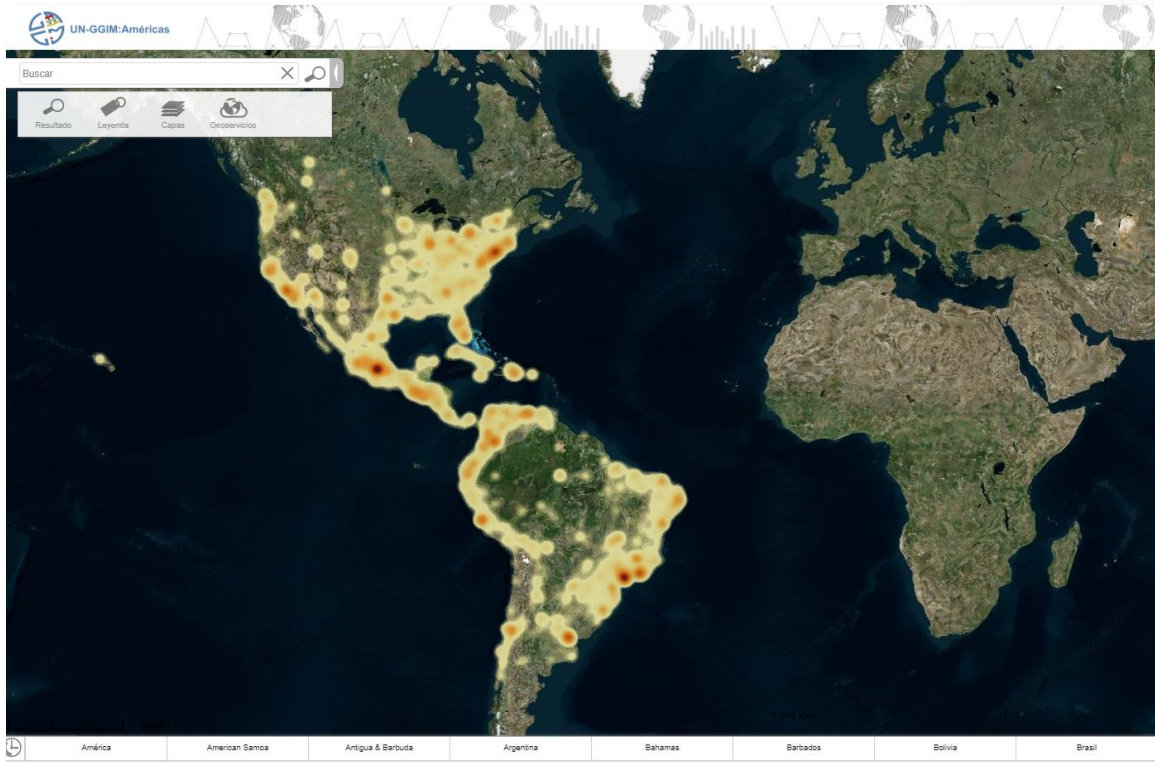 UN-GGIM:Américas
Buscar
Resultado Leyenda Capas Geoservicios
América American Samoa Antigua & Barbuda Argentina Bahamas Barbados Bolivia Brasil